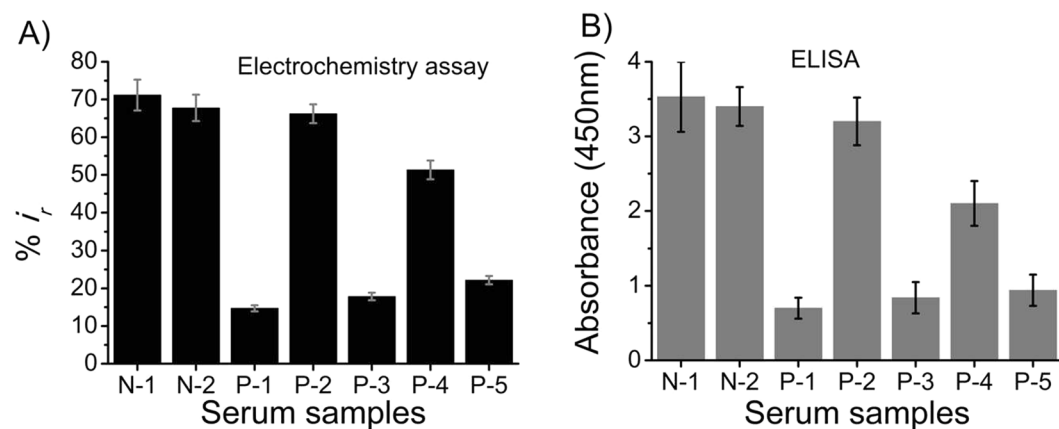 A)
Electrochemistry assay
80
70
60
50
40
30
20
10
0
% ir
N-1 N-2 P-1 P-2 P-3 P-4 P-5
Serum samples
B)
ELISA
4
3
2
1
0
Absorbance (450nm)
N-1 N-2 P-1 P-2 P-3 P-4 P-5
Serum samples